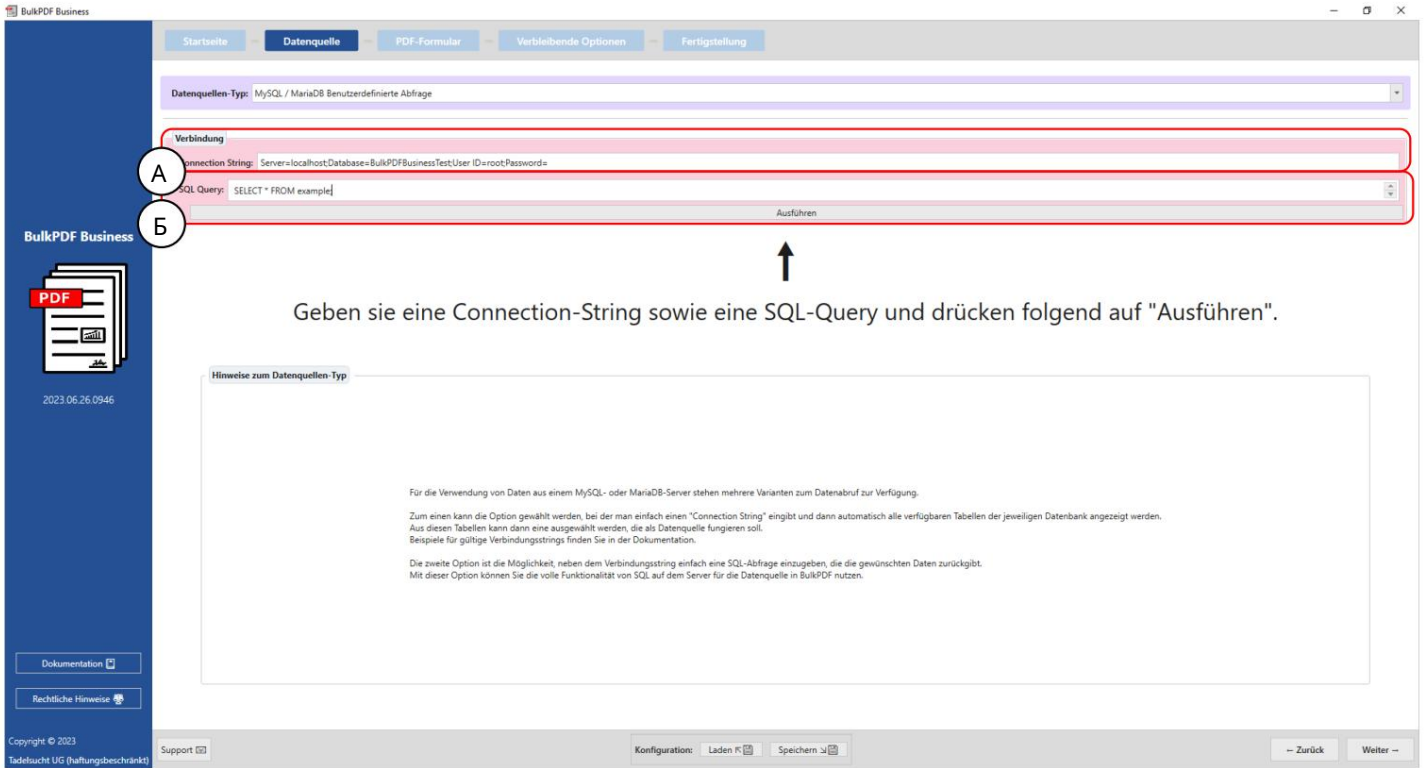 BulkPDF Business
Startseite – Datenquelle – PDF-Formular – Verbleibende Optionen – Fertigstellung
Datenquellen-Typ: MySQL / MariaDB Benutzerdefinierte Abfrage
Verbindung
А
onnection String: Server=localhost;Database=BulkPDFBusinessTest;User ID=root;Password=
SQL Query: SELECT * FROM example;
Б
Ausführen
BulkPDF Business
PDF
2023.06.26.0946
Geben sie eine Connection-String sowie eine SQL-Query und drücken folgend auf "Ausführen".
Hinweise zum Datenquellen-Typ
Für die Verwendung von Daten aus einem MySQL- oder MariaDB-Server stehen mehrere Varianten zum Datenabruf zur Verfügung.
Zum einen kann die Option gewählt werden, bei der man einfach einen "Connection String" eingibt und dann automatisch alle verfügbaren Tabellen der jeweiligen Datenbank angezeigt werden.
Aus diesen Tabellen kann dann eine ausgewählt werden, die als Datenquelle fungieren soll.
Beispiele für gültige Verbindungsstrings finden Sie in der Dokumentation.
Die zweite Option ist die Möglichkeit, neben dem Verbindungsstring einfach eine SQL-Abfrage einzugeben, die die gewünschten Daten zurückgibt.
Mit dieser Option können Sie die volle Funktionalität von SQL auf dem Server für die Datenquelle in BulkPDF nutzen.
Dokumentation
Rechtliche Hinweise
Copyright © 2023
Tadelsucht UG (haftungsbeschränkt)
Support
Konfiguration: Laden Speichern
← Zurück Weiter →